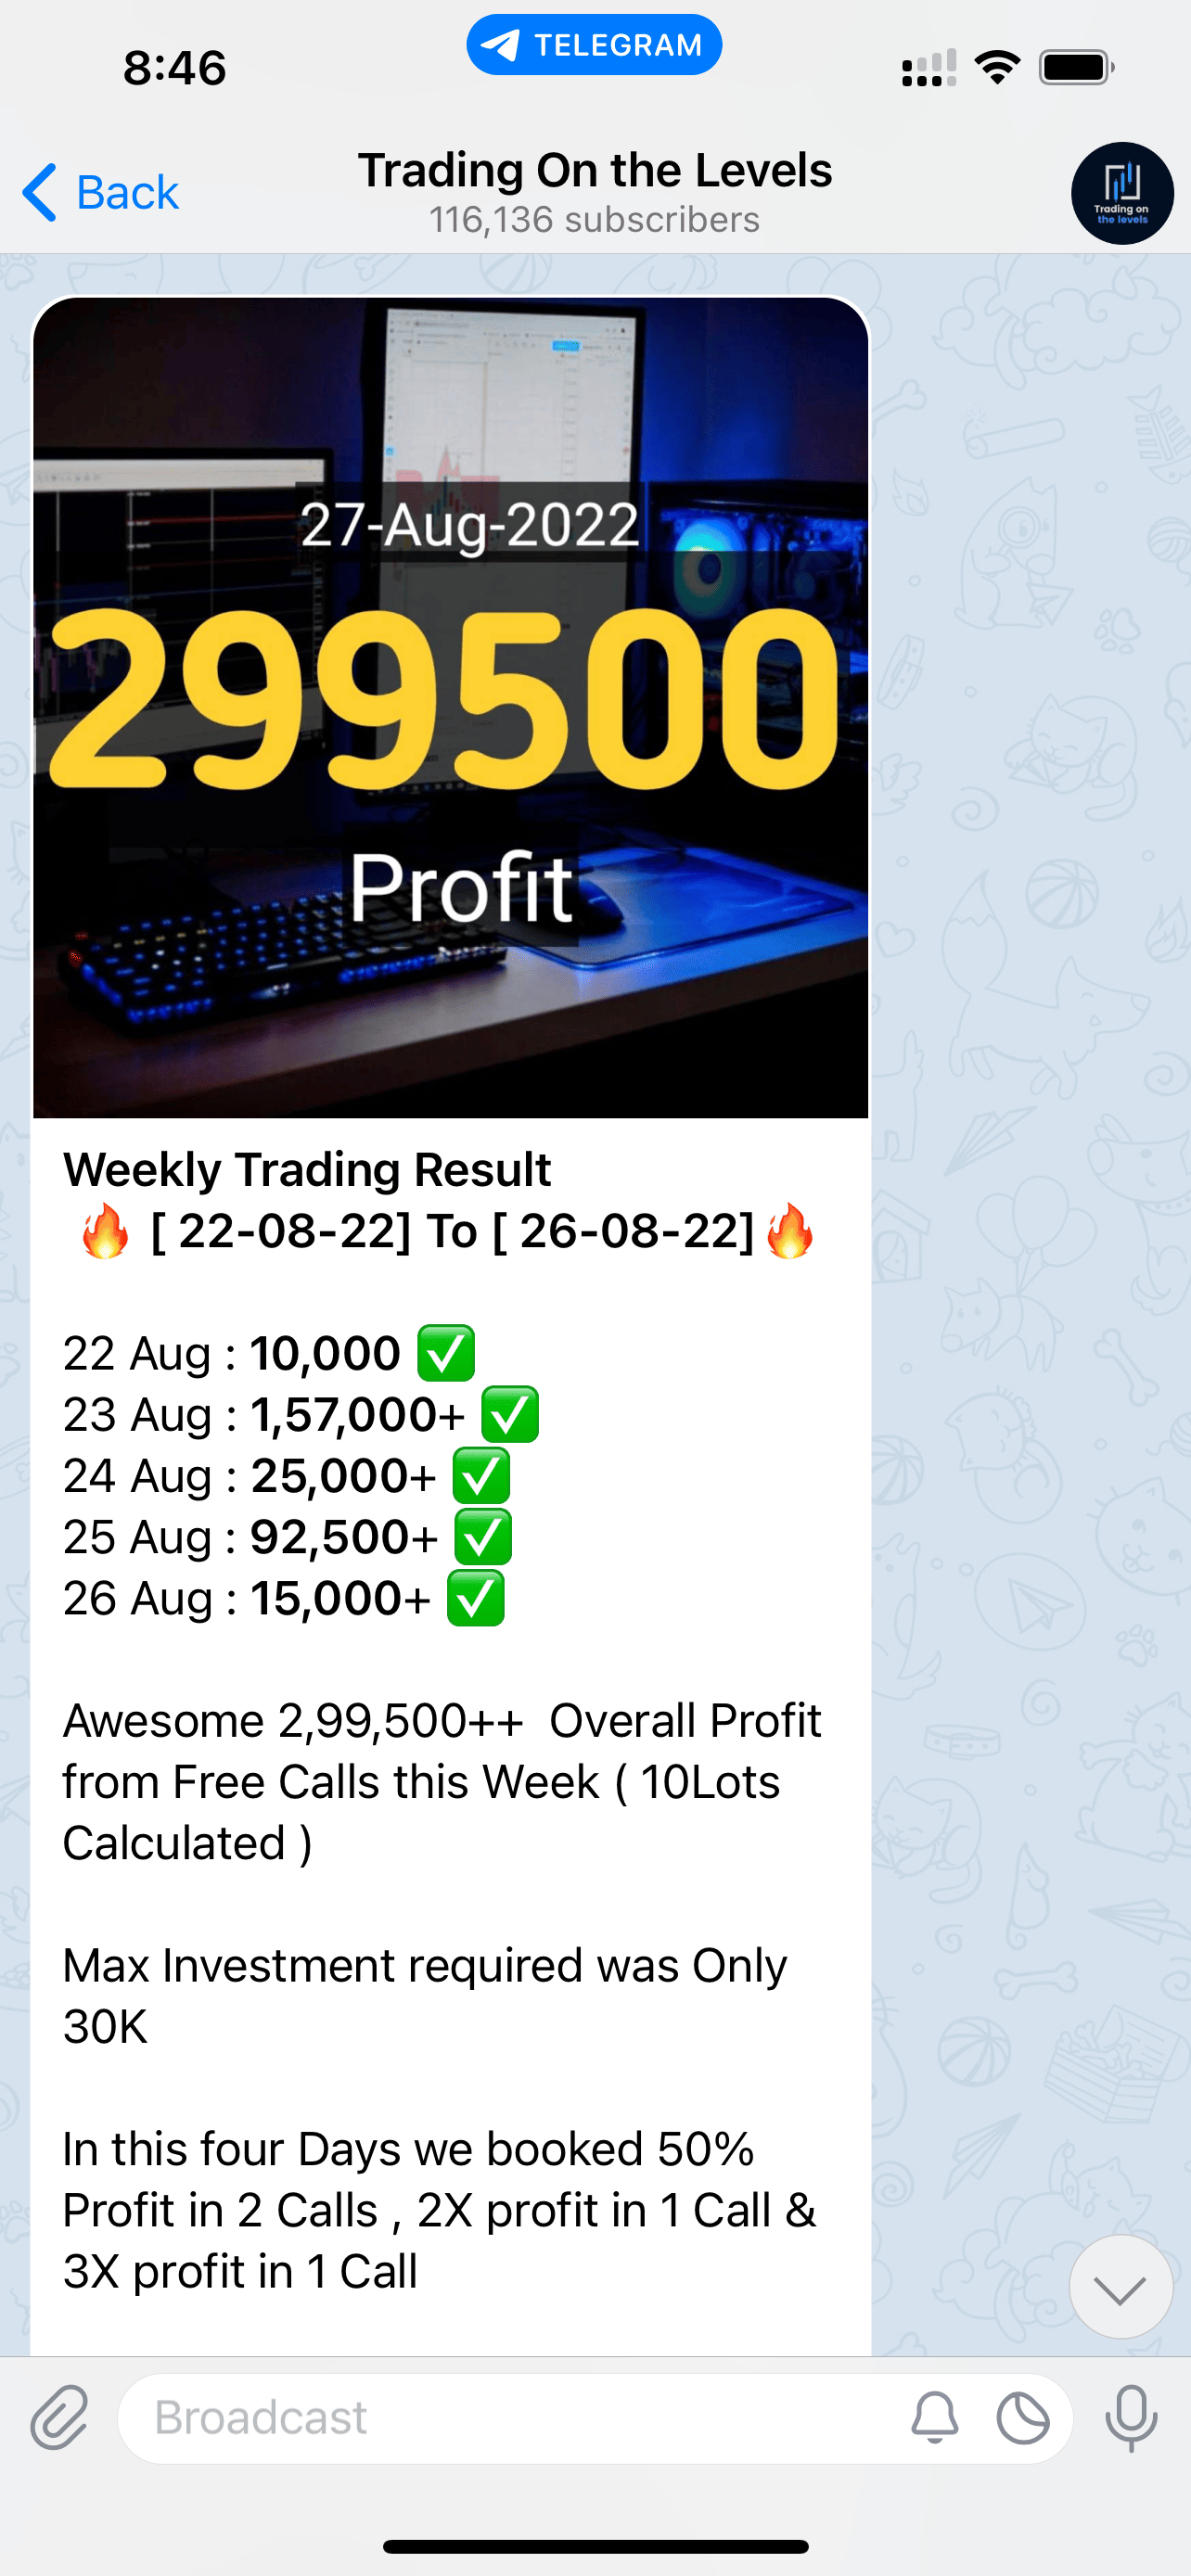 TELEGRAM
8:46
Back
Trading On the Levels
116,136 subscribers
Trading on
the levels
27-Aug-2022
299500
Profit
Weekly Trading Result
🔥 [ 22-08-22] To [ 26-08-22]🔥
22 Aug : 10,000 ✅
23 Aug : 1,57,000+ ✅
24 Aug : 25,000+ ✅
25 Aug : 92,500+ ✅
26 Aug : 15,000+ ✅
Awesome 2,99,500++  Overall Profit
from Free Calls this Week ( 10Lots
Calculated )
Max Investment required was Only
30K
In this four Days we booked 50%
Profit in 2 Calls , 2X profit in 1 Call &
3X profit in 1 Call
Broadcast